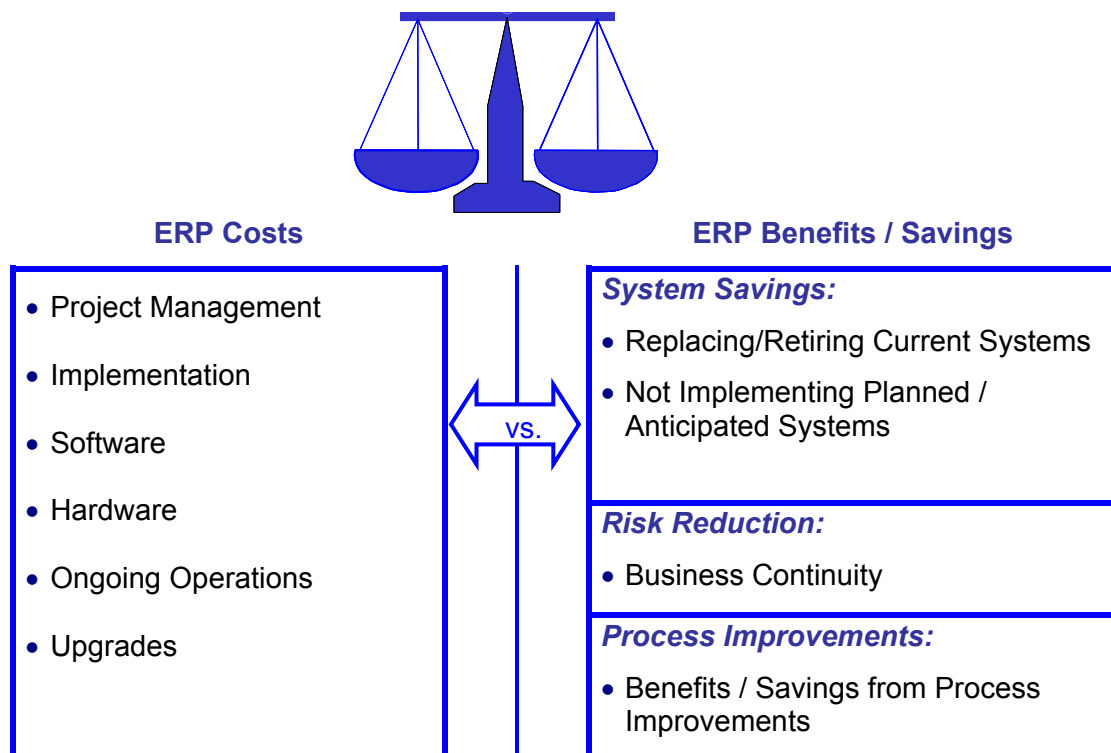 ERP Costs
• Project Management
• Implementation
• Software
• Hardware
• Ongoing Operations
• Upgrades
vs.
ERP Benefits / Savings
System Savings:
• Replacing/Retiring Current Systems
• Not Implementing Planned /
Anticipated Systems
Risk Reduction:
• Business Continuity
Process Improvements:
• Benefits / Savings from Process
Improvements